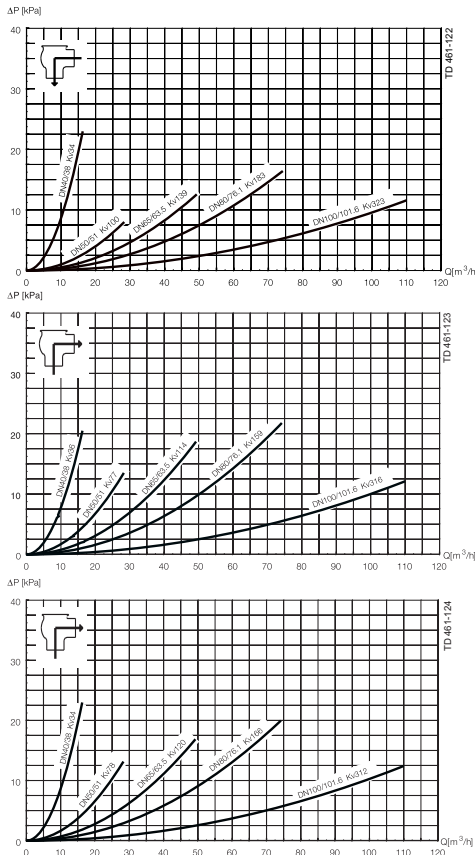 ΔP [kPa]
TD 461-122
40
30
20
10
0
DN40/38 Kv34
DN50/51 Kv100
DN65/63.5 Kv139
DN80/76.1 Kv183
DN100/101.6 Kv323
0 10 20 30 40 50 60 70 80 90 100 110 120
Q[m³/h]
ΔP [kPa]
TD 461-123
40
30
20
10
0
DN40/38 Kv36
DN50/51 Kv77
DN65/63.5 Kv114
DN80/76.1 Kv159
DN100/101.6 Kv316
0 10 20 30 40 50 60 70 80 90 100 110 120
Q[m³/h]
ΔP [kPa]
TD 461-124
40
30
20
10
0
DN40/38 Kv34
DN50/51 Kv78
DN65/63.5 Kv120
DN80/76.1 Kv166
DN100/101.6 Kv312
0 10 20 30 40 50 60 70 80 90 100 110 120
Q[m³/h]